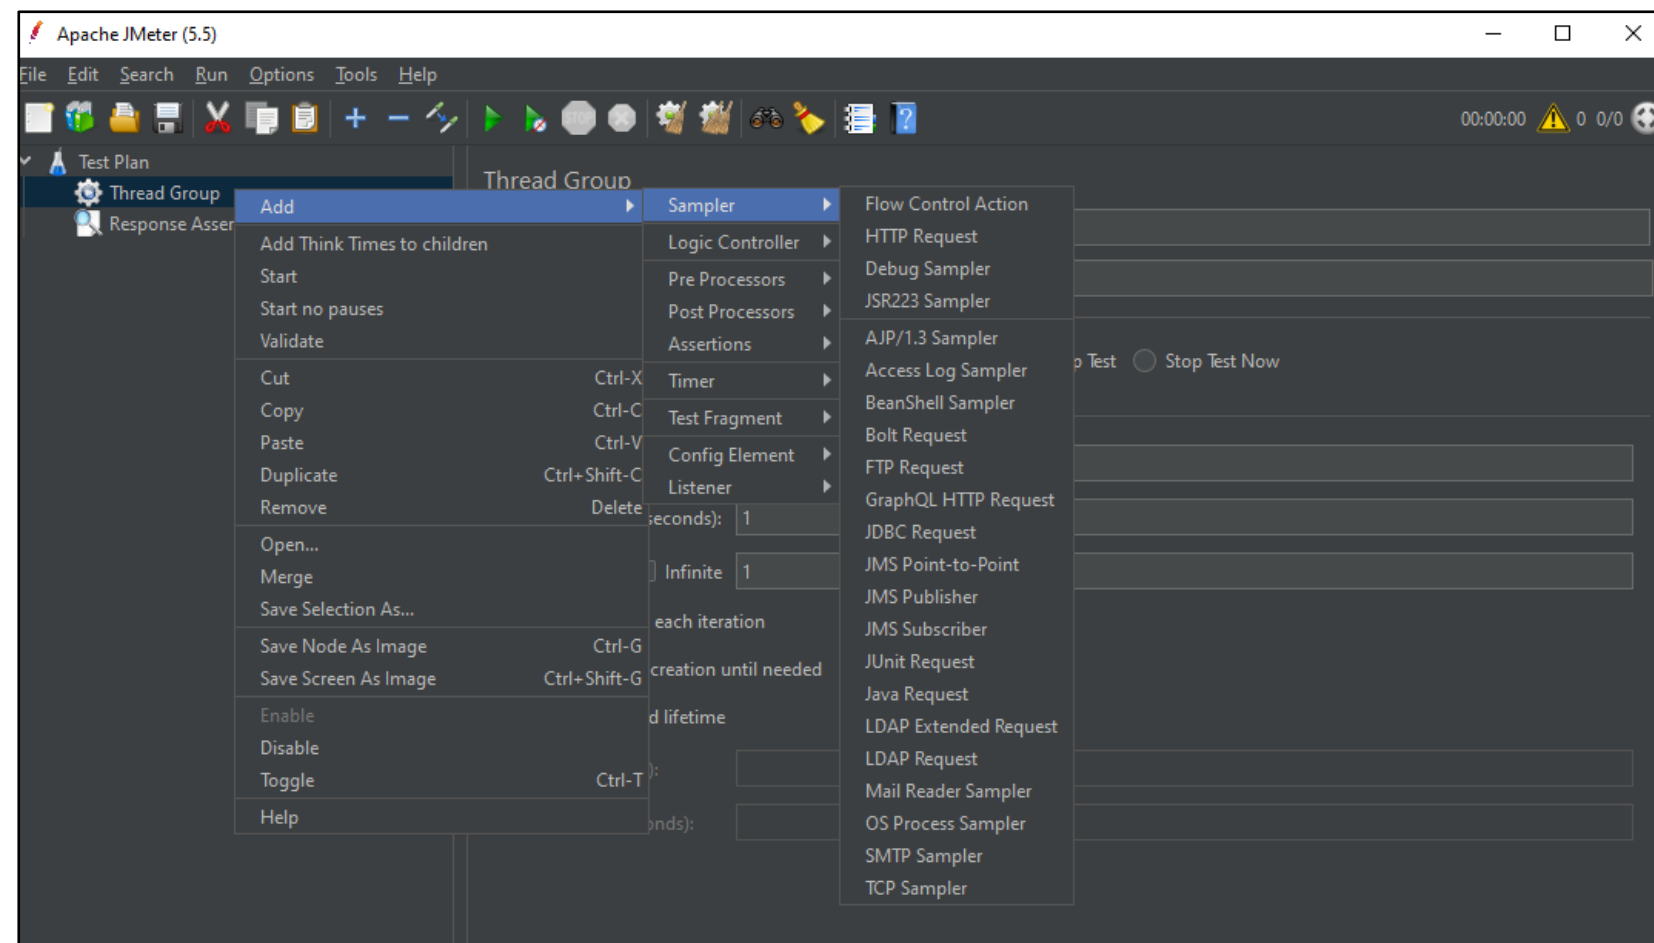 Apache JMeter (5.5)
File Edit Search Run Options Tools Help
STOP
00:00:00 0 0/0
Test Plan
Thread Group
Response Asser
Thread Group
Add
Add Think Times to children
Start
Start no pauses
Validate
Cut Ctrl-X
Copy Ctrl-C
Paste Ctrl-V
Duplicate Ctrl+Shift-C
Remove Delete
Open...
Merge
Save Selection As...
Save Node As Image Ctrl-G
Save Screen As Image Ctrl+Shift-G
Enable
Disable
Toggle Ctrl-T
Help
Sampler
Logic Controller
Pre Processors
Post Processors
Assertions
Timer
Test Fragment
Config Element
Listener
Flow Control Action
HTTP Request
Debug Sampler
JSR223 Sampler
AJP/1.3 Sampler
Access Log Sampler
BeanShell Sampler
Bolt Request
FTP Request
GraphQL HTTP Request
JDBC Request
JMS Point-to-Point
JMS Publisher
JMS Subscriber
JUnit Request
Java Request
LDAP Extended Request
LDAP Request
Mail Reader Sampler
OS Process Sampler
SMTP Sampler
TCP Sampler
p Test Stop Test Now
seconds): 1
Infinite 1
each iteration
creation until needed
d lifetime
):
onds):